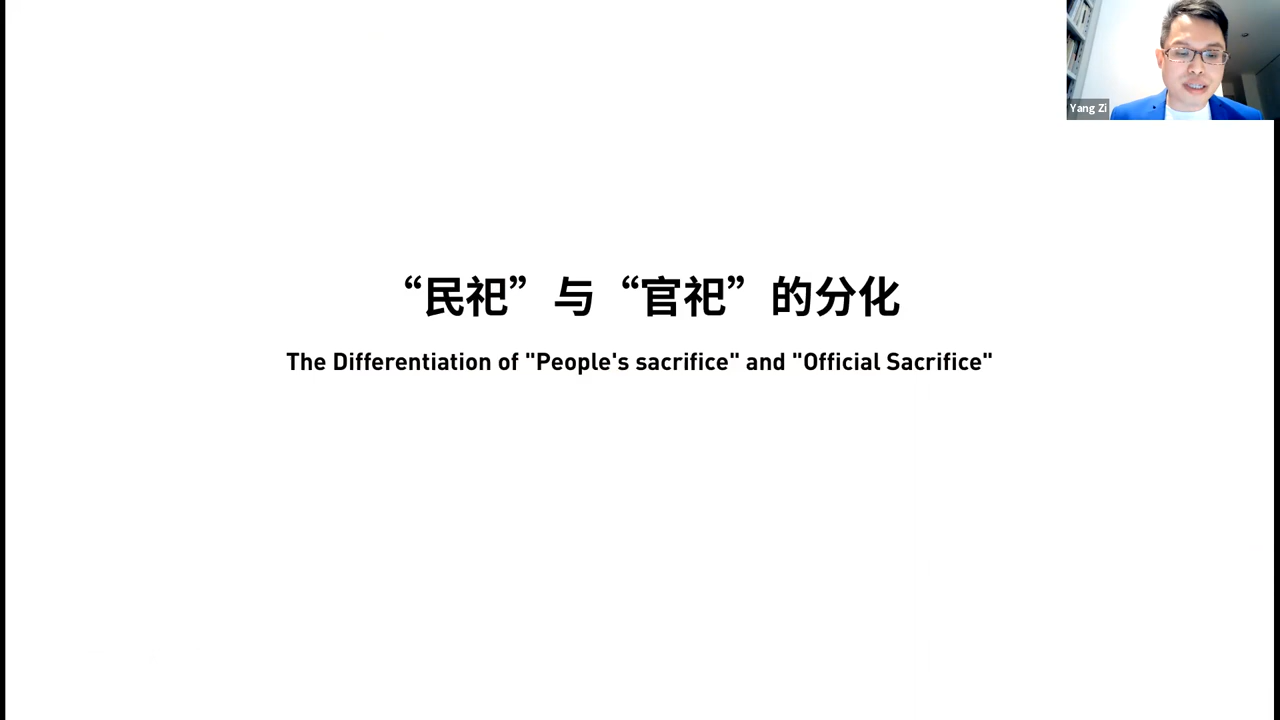 Yang Zi
“民祀”与“官祀”的分化
The Differentiation of "People's sacrifice" and "Official Sacrifice"